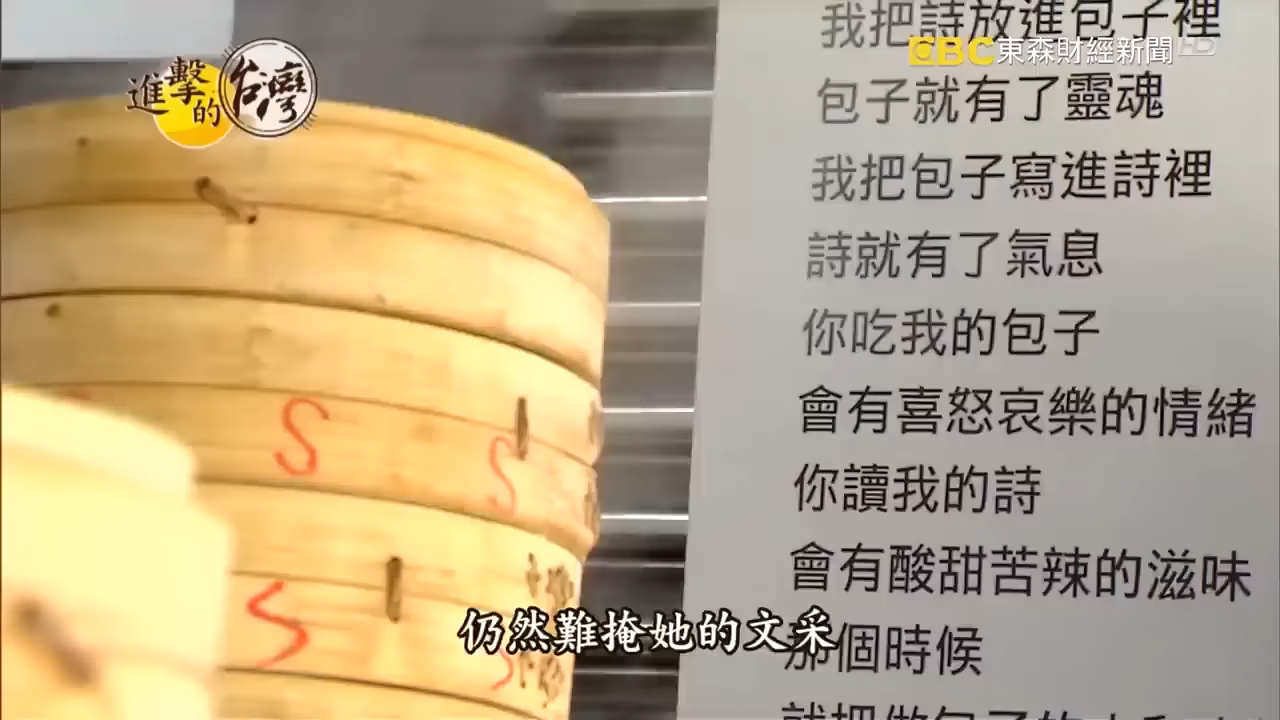 進擊的台灣
EBC 東森財經新聞 HD
我把詩放進包子裡
包子就有了靈魂
我把包子寫進詩裡
詩就有了氣息
你吃我的包子
會有喜怒哀樂的情緒
你讀我的詩
會有酸甜苦辣的滋味
那個時候
S
S
S
S
仍然難掩她的文采